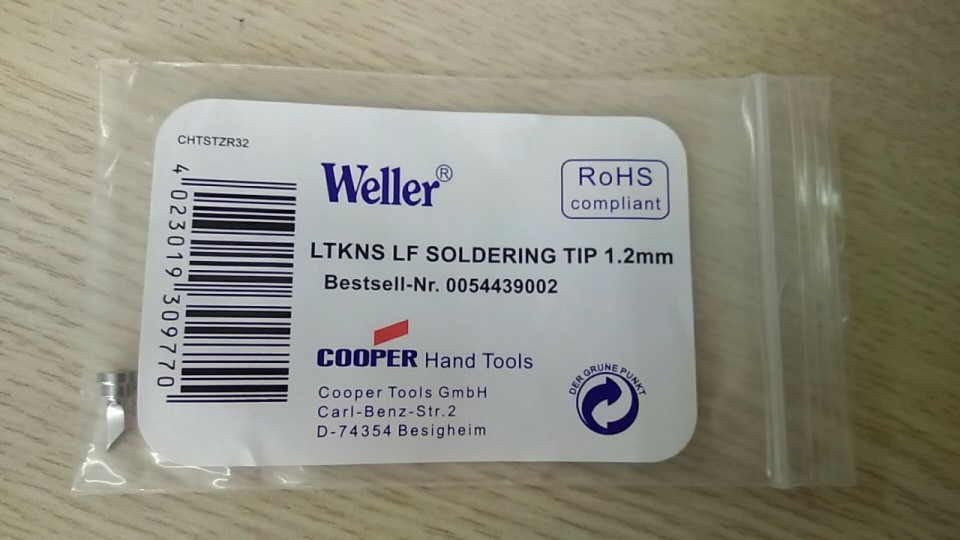 CHTSTZR32
4 023019 309770
Weller®
RoHS
compliant
LTKNS LF SOLDERING TIP 1.2mm
Bestsell-Nr. 0054439002
COOPER Hand Tools
Cooper Tools GmbH
Carl-Benz-Str.2
D-74354 Besigheim
DER GRÜNE PUNKT